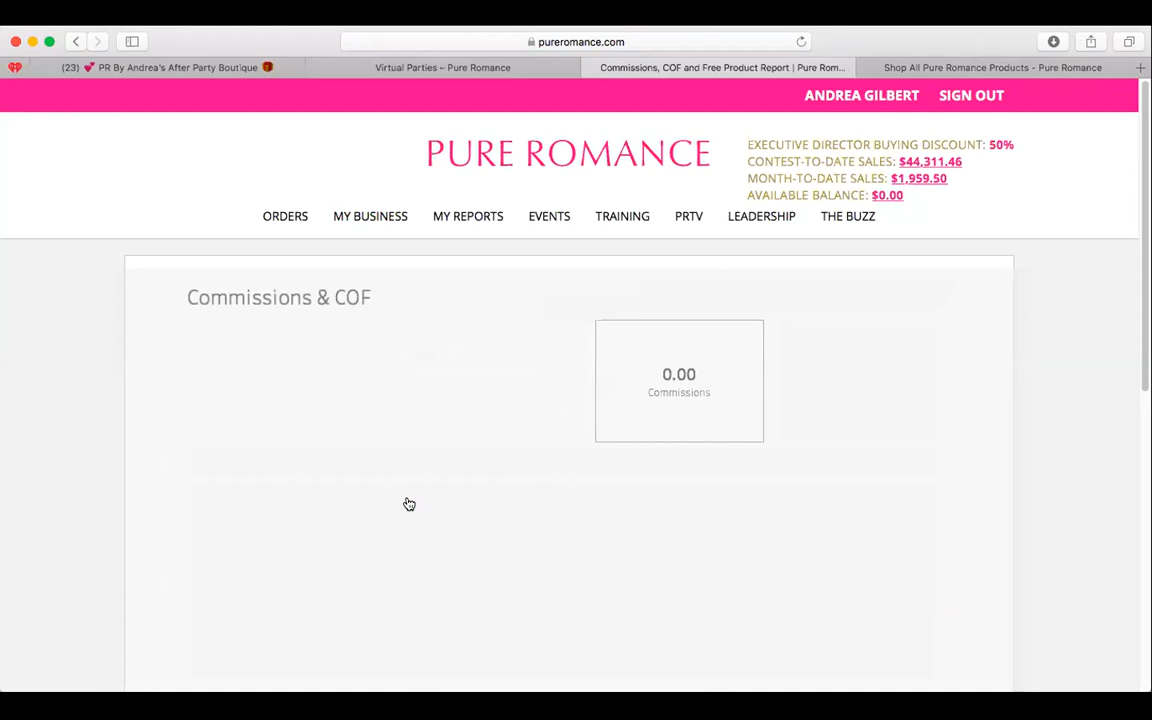 pureromance.com
(23) 💕 PR By Andrea's After Party Boutique 🎁
Virtual Parties – Pure Romance
Commissions, COF and Free Product Report | Pure Rom...
Shop All Pure Romance Products - Pure Romance
ANDREA GILBERT
SIGN OUT
PURE ROMANCE
EXECUTIVE DIRECTOR BUYING DISCOUNT: 50%
CONTEST-TO-DATE SALES: $44,311.46
MONTH-TO-DATE SALES: $1,959.50
AVAILABLE BALANCE: $0.00
ORDERS MY BUSINESS MY REPORTS EVENTS TRAINING PRTV LEADERSHIP THE BUZZ
Commissions & COF
0.00
Commissions